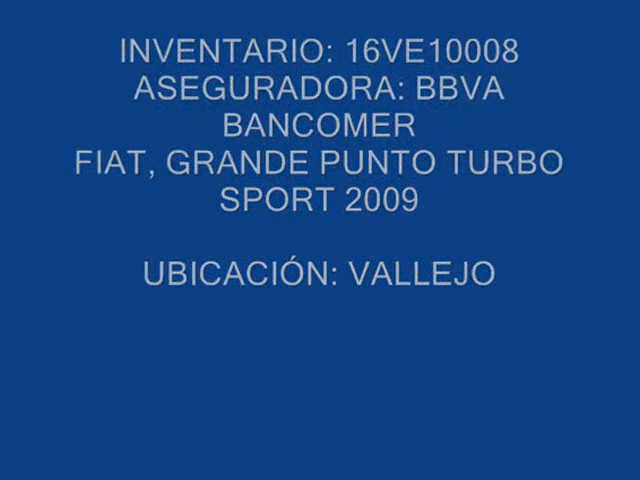 INVENTARIO: 16VE10008
ASEGURADORA: BBVA
BANCOMER
FIAT, GRANDE PUNTO TURBO
SPORT 2009
UBICACIÓN: VALLEJO